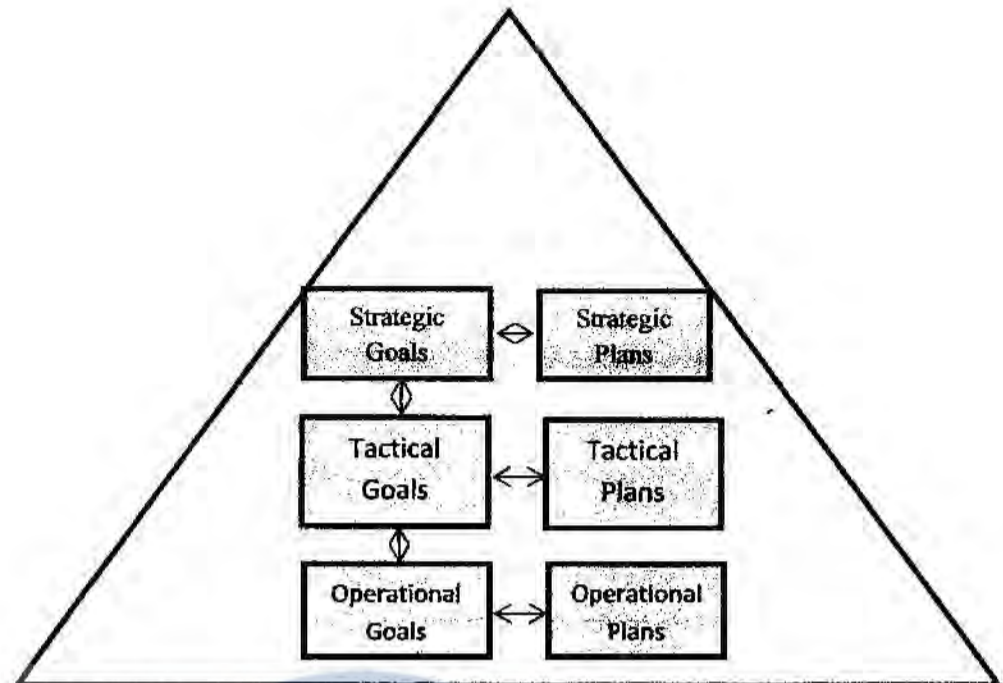 Strategic
Goals
Strategic
Plans
Tactical
Goals
Tactical
Plans
Operational
Goals
Operational
Plans